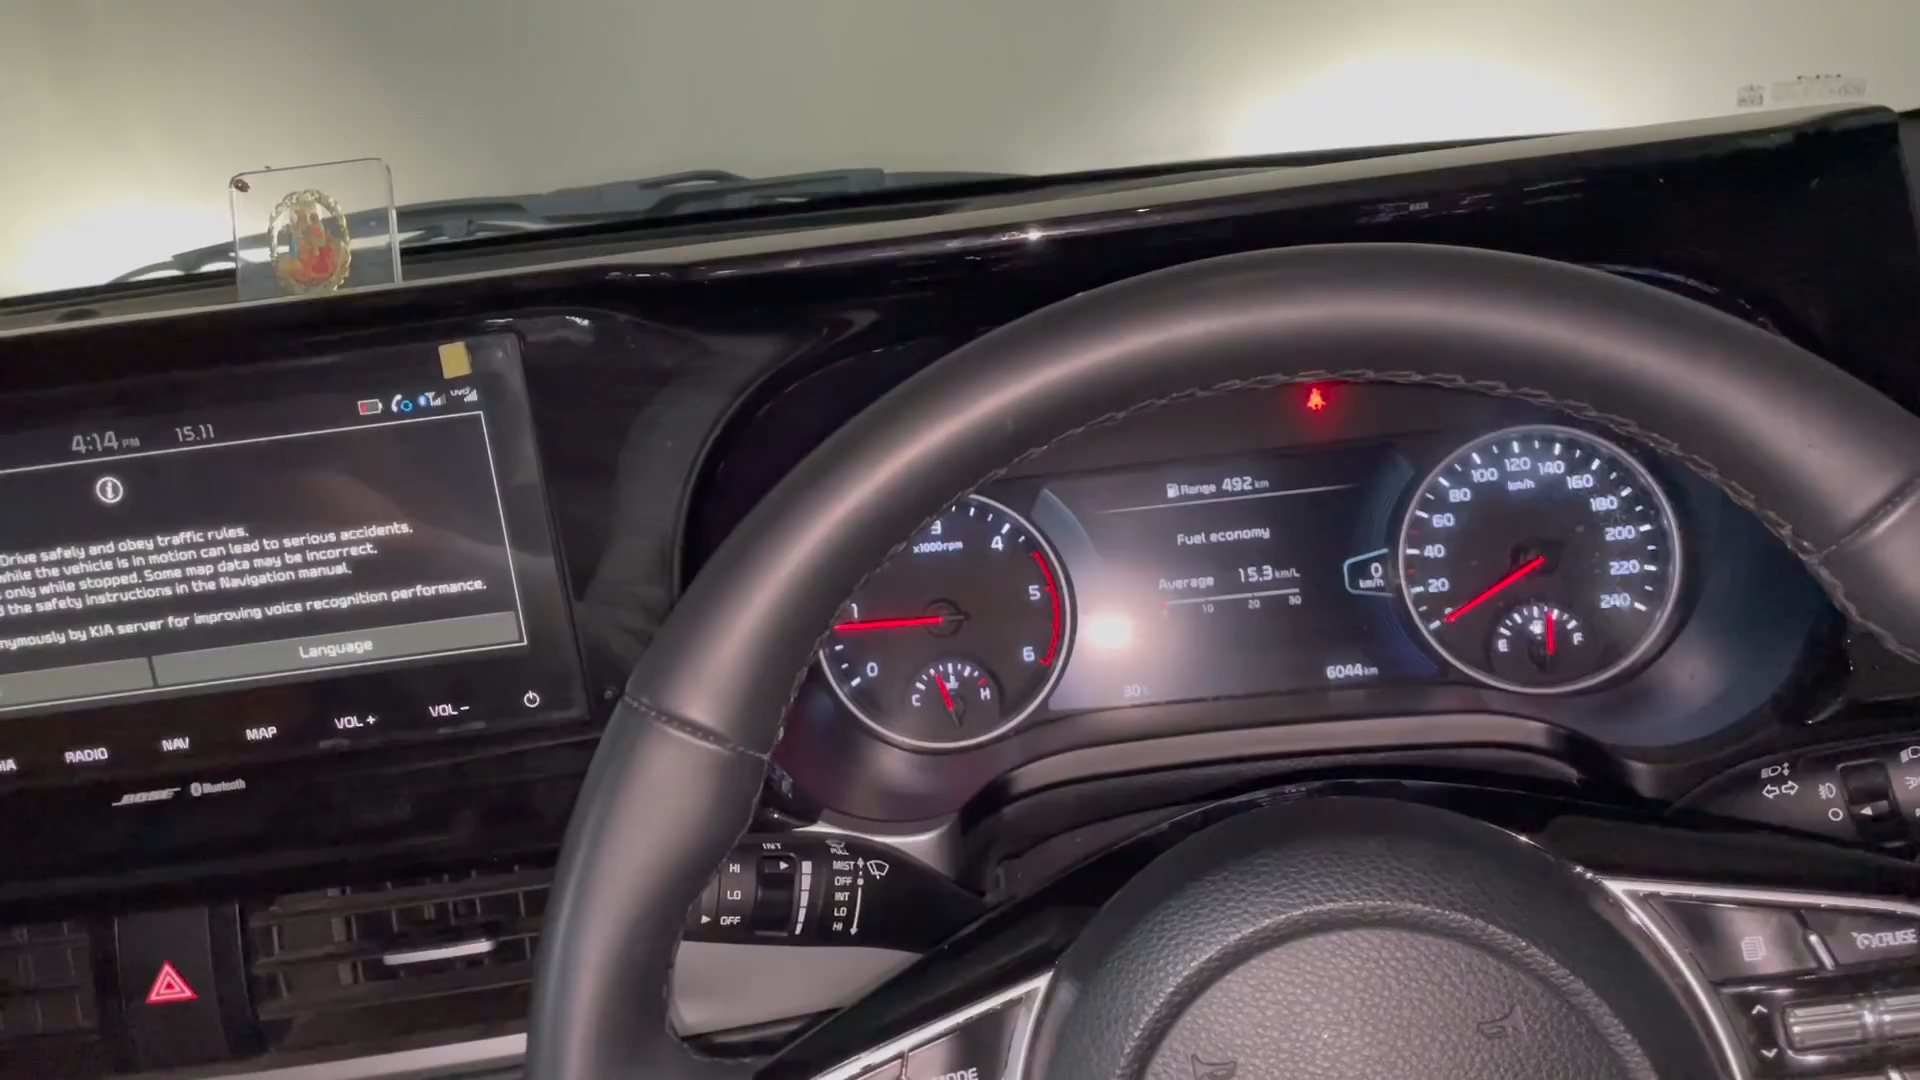 4:14 PM 15.11
Drive safely and obey traffic rules.
while the vehicle is in motion can lead to serious accidents.
only while stopped. Some map data may be incorrect.
the safety instructions in the Navigation manual.
by KIA server for improving voice recognition performance.
Language
RADIO NAV MAP VOL + VOL -
BOSE Bluetooth
3 4 5 6 0 1
x1000rpm
C H
Range 492 km
Fuel economy
Average 15.3 km/L
10 20 30
0
km/h
6044 km
0 20 40 60 80 100 120 140 160 180 200 220 240
km/h
E F
INT
HI
LO
OFF
PULL
MIST
OFF
INT
LO
HI
CRUISE
MODE